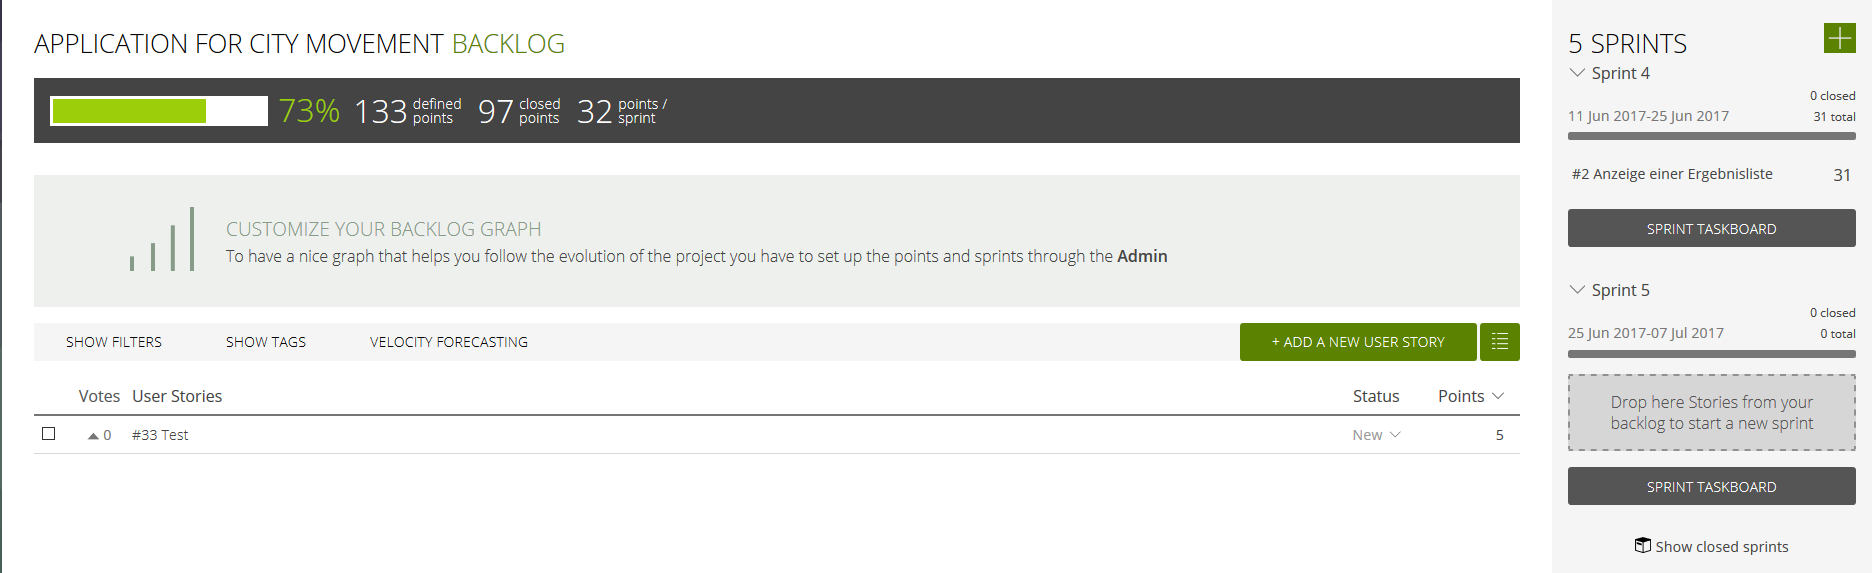 APPLICATION FOR CITY MOVEMENT BACKLOG
73% 133 defined points 97 closed points 32 points / sprint
CUSTOMIZE YOUR BACKLOG GRAPH
To have a nice graph that helps you follow the evolution of the project you have to set up the points and sprints through the Admin
SHOW FILTERS SHOW TAGS VELOCITY FORECASTING + ADD A NEW USER STORY
Votes User Stories Status Points
0 #33 Test New 5
5 SPRINTS
Sprint 4
0 closed
11 Jun 2017-25 Jun 2017 31 total
#2 Anzeige einer Ergebnisliste 31
SPRINT TASKBOARD
Sprint 5
0 closed
25 Jun 2017-07 Jul 2017 0 total
Drop here Stories from your
backlog to start a new sprint
SPRINT TASKBOARD
Show closed sprints